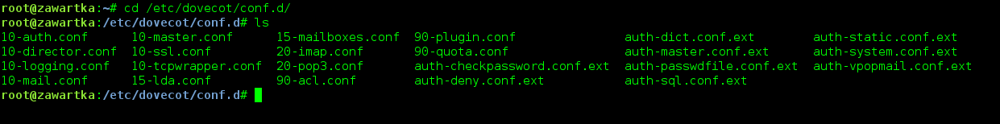 root@zawartka:~# cd /etc/dovecot/conf.d/
root@zawartka:/etc/dovecot/conf.d# ls
10-auth.conf 10-master.conf 15-mailboxes.conf 90-plugin.conf auth-dict.conf.ext auth-static.conf.ext
10-director.conf 10-ssl.conf 20-imap.conf 90-quota.conf auth-master.conf.ext auth-system.conf.ext
10-logging.conf 10-tcpwrapper.conf 20-pop3.conf auth-checkpassword.conf.ext auth-passwdfile.conf.ext auth-vpopmail.conf.ext
10-mail.conf 15-lda.conf 90-acl.conf auth-deny.conf.ext auth-sql.conf.ext
root@zawartka:/etc/dovecot/conf.d#